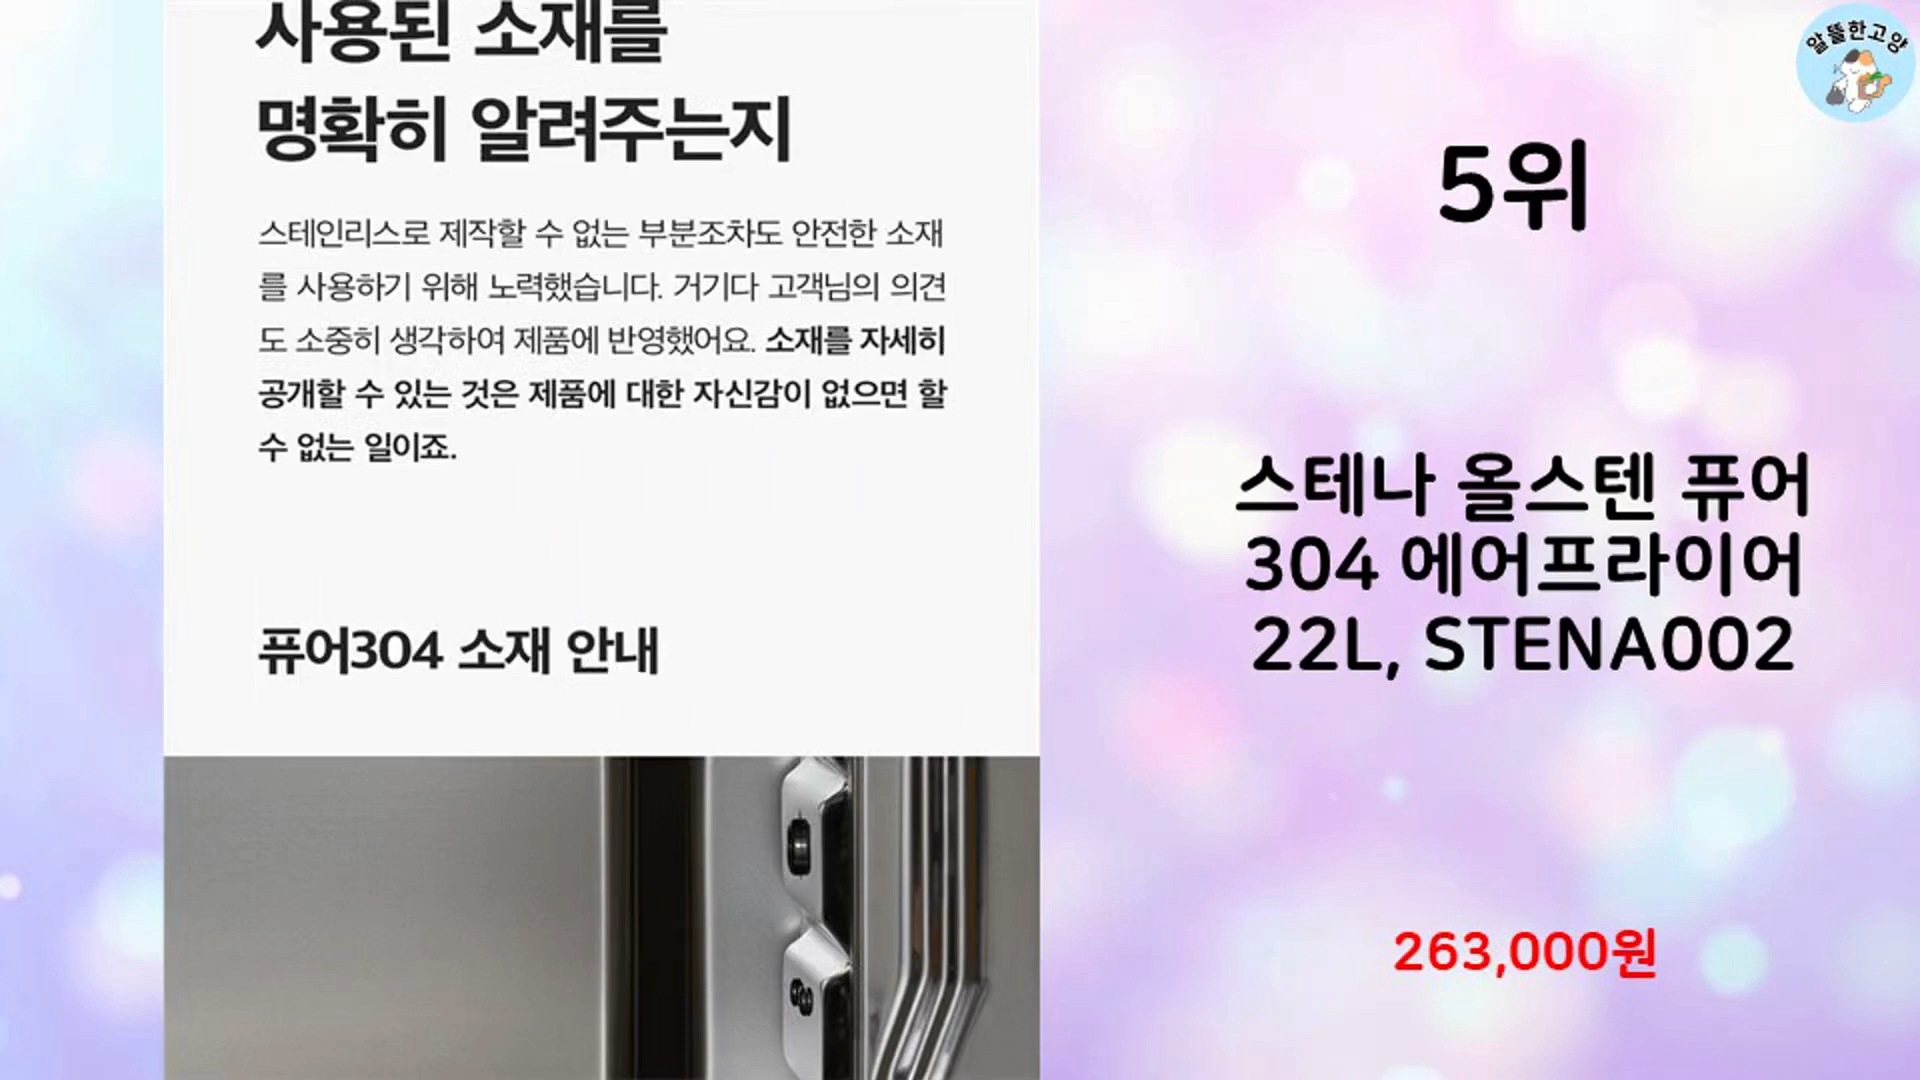 사용된 소재를
명확히 알려주는지
스테인리스로 제작할 수 없는 부분조차도 안전한 소재
를 사용하기 위해 노력했습니다. 거기다 고객님의 의견
도 소중히 생각하여 제품에 반영했어요. 소재를 자세히
공개할 수 있는 것은 제품에 대한 자신감이 없으면 할
수 없는 일이죠.
퓨어304 소재 안내
알뜰한고양
5위
스테나 올스텐 퓨어
304 에어프라이어
22L, STENA002
263,000원